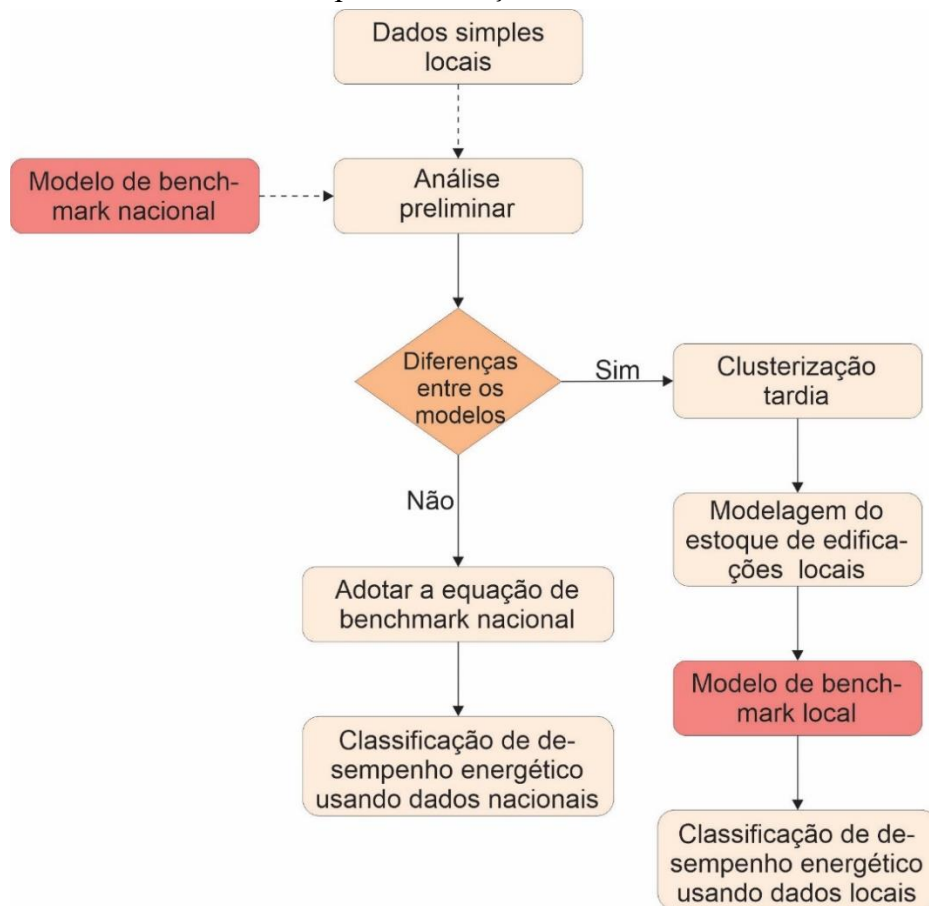 Dados simples
locais
Modelo de bench-
mark nacional
Análise
preliminar
Diferenças
entre os
modelos
Sim
Clusterização
tardia
Não
Modelagem do
estoque de edifica-
ções locais
Adotar a equação de
benchmark nacional
Modelo de bench-
mark local
Classificação de de-
sempenho energético
usando dados nacionais
Classificação de de-
sempenho energético
usando dados locais